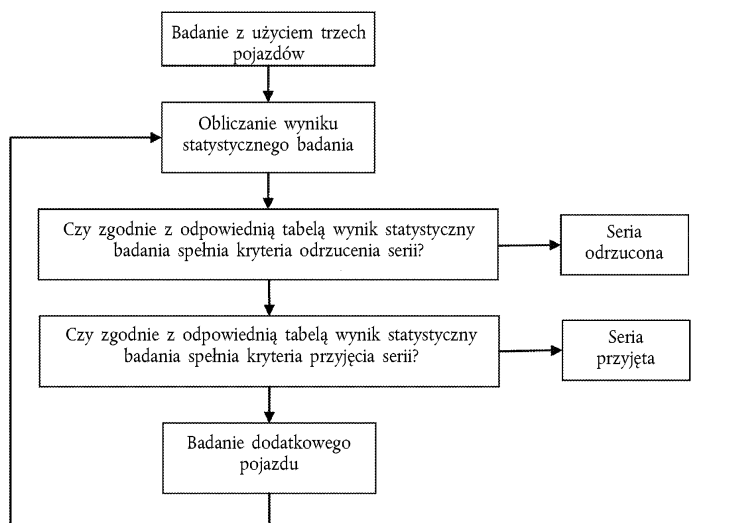 Badanie z użyciem trzech
pojazdów
Obliczanie wyniku
statystycznego badania
Czy zgodnie z odpowiednią tabelą wynik statystyczny
badania spełnia kryteria odrzucenia serii?
Seria
odrzucona
Czy zgodnie z odpowiednią tabelą wynik statystyczny
badania spełnia kryteria przyjęcia serii?
Seria
przyjęta
Badanie dodatkowego
pojazdu